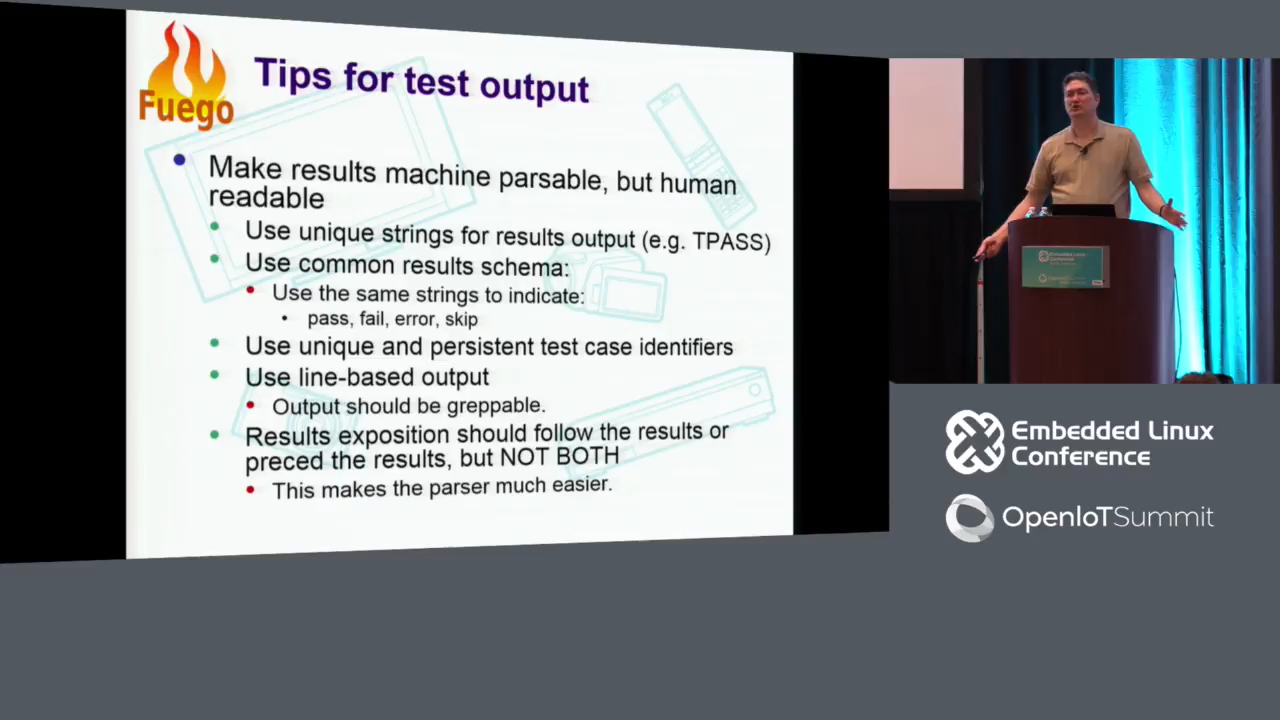 Fuego
Tips for test output
Make results machine parsable, but human
readable
Use unique strings for results output (e.g. TPASS)
Use common results schema:
Use the same strings to indicate:
pass, fail, error, skip
Use unique and persistent test case identifiers
Use line-based output
Output should be greppable.
Results exposition should follow the results or
preced the results, but NOT BOTH
This makes the parser much easier.
Embedded Linux
Conference
Embedded Linux
Conference
OpenIoTSummit